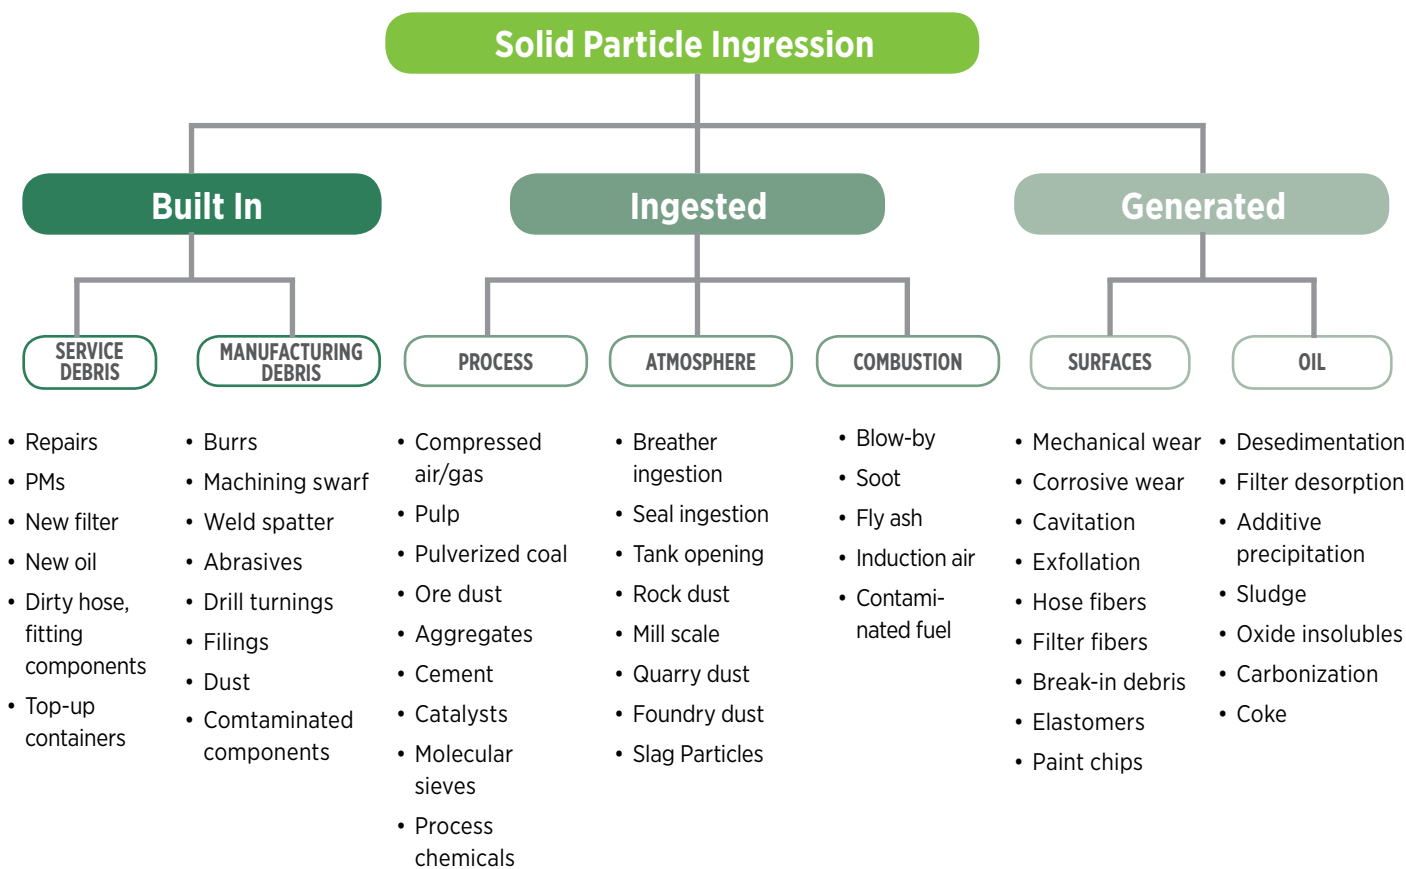 Solid Particle Ingression
Built In
Ingested
Generated
SERVICE
DEBRIS
MANUFACTURING
DEBRIS
PROCESS
ATMOSPHERE
COMBUSTION
SURFACES
OIL
• Repairs
• PMs
• New filter
• New oil
• Dirty hose,
fitting
components
• Top-up
containers
• Burrs
• Machining swarf
• Weld spatter
• Abrasives
• Drill turnings
• Filings
• Dust
• Comtaminated
components
• Compressed
air/gas
• Pulp
• Pulverized coal
• Ore dust
• Aggregates
• Cement
• Catalysts
• Molecular
sieves
• Process
chemicals
• Breather
ingestion
• Seal ingestion
• Tank opening
• Rock dust
• Mill scale
• Quarry dust
• Foundry dust
• Slag Particles
• Blow-by
• Soot
• Fly ash
• Induction air
• Contami-
nated fuel
• Mechanical wear
• Corrosive wear
• Cavitation
• Exfollation
• Hose fibers
• Filter fibers
• Break-in debris
• Elastomers
• Paint chips
• Desedimentation
• Filter desorption
• Additive
precipitation
• Sludge
• Oxide insolubles
• Carbonization
• Coke